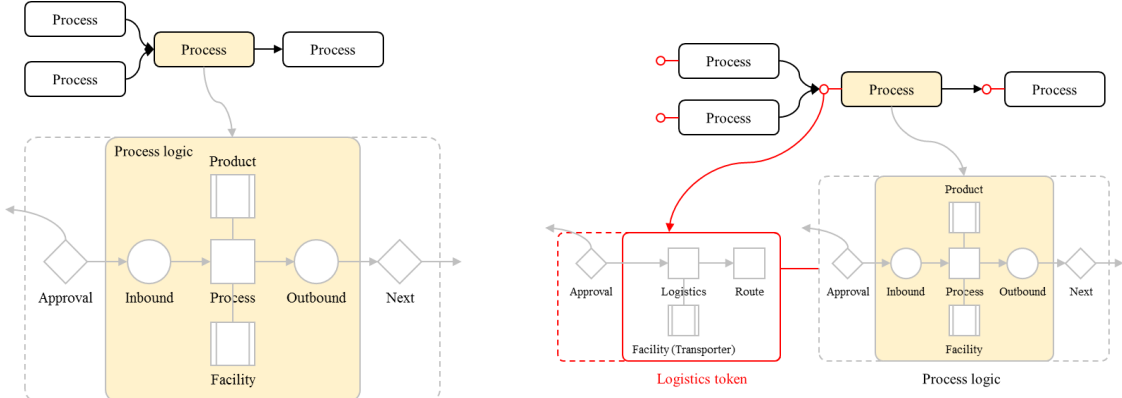 Process
Process
Process
Process
Process logic
Product
Approval
Inbound
Process
Outbound
Next
Facility
Process
Process
Process
Process
Product
Approval
Logistics
Route
Facility (Transporter)
Logistics token
Approval
Inbound
Process
Outbound
Next
Facility
Process logic